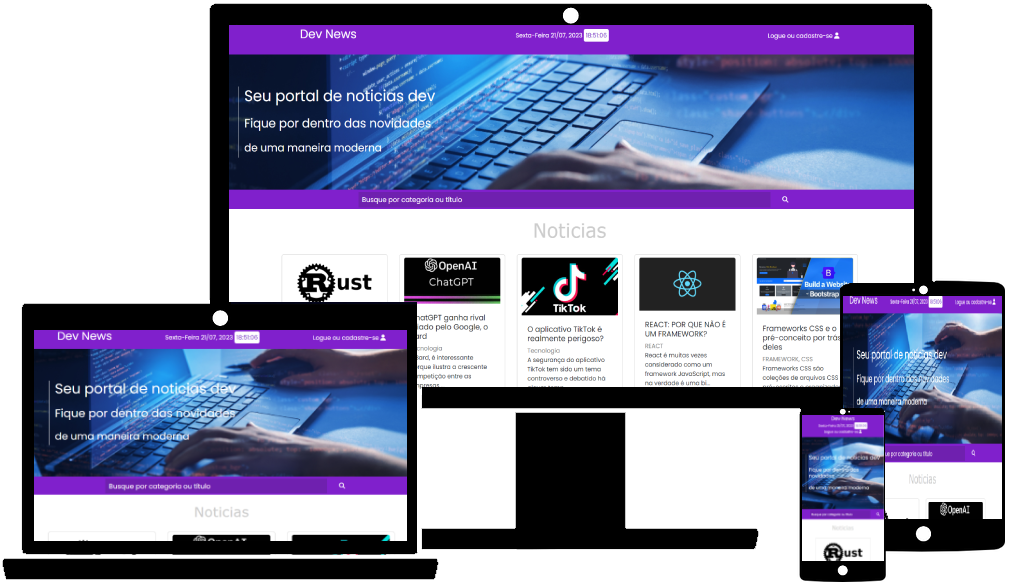 Dev News
Sexta-Feira 21/07, 2023 18:51:06
Logue ou cadastre-se
Seu portal de noticias dev
Fique por dentro das novidades
de uma maneira moderna
Busque por categoria ou título
Noticias
Rust
OpenAI
ChatGPT
TikTok
Build a Website
- Bootstrap
B
hatGPT ganha rival
iado pelo Google, o
ard
Tecnologia
ard, é interessante
rque ilustra a crescente
mpetição entre as
mpresas
O aplicativo TikTok é
realmente perigoso?
Tecnologia
A segurança do aplicativo
TikTok tem sido um tema
controverso e debatido há
REACT: POR QUE NÃO É
UM FRAMEWORK?
REACT
React é muitas vezes
considerado como um
framework JavaScript, mas
na verdade é uma bi...
Frameworks CSS e o
pré-conceito por trás
deles
FRAMEWORK, CSS
Frameworks CSS são
coleções de arquivos CSS
Dev News
Sexta-Feira 21/07, 2023 18:51:06
Logue ou cadastre-se
Seu portal de noticias dev
Fique por dentro das novidades
de uma maneira moderna
Busque por categoria ou título
Noticias
Dev News
Sexta-Feira 21/07, 2023 18:51:06
Logue ou cadastre-se
Seu portal de noticias dev
Fique por dentro das novidades
de uma maneira moderna
Busque por categoria ou título
Noticias
Rust
Dev News
Sexta-Feira 21/07, 2023 18:51:06
Logue ou cadastre-se
Seu portal de noticias dev
Fique por dentro das novidades
de uma maneira moderna
que por categoria ou título
Noticias
OpenAI